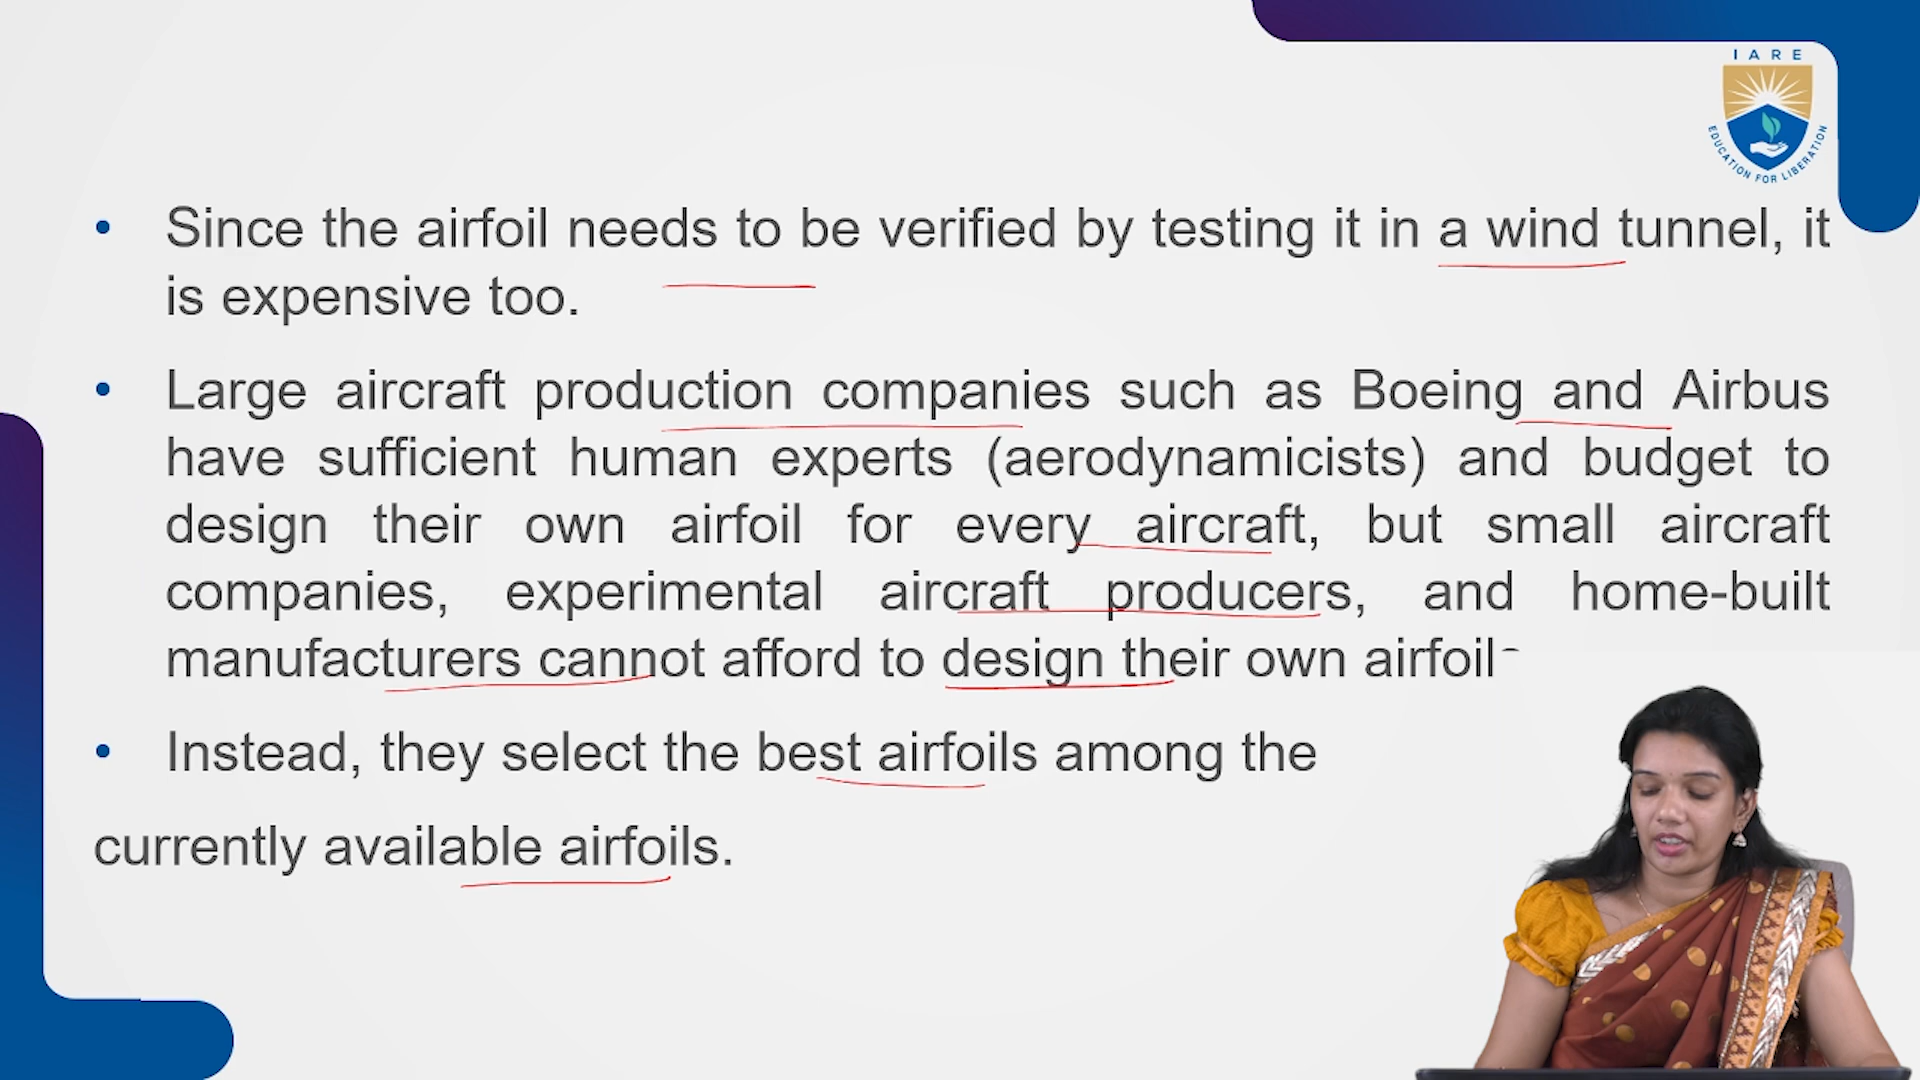 IARE
EDUCATION FOR LIBERATION
• Since the airfoil needs to be verified by testing it in a wind tunnel, it
is expensive too.
• Large aircraft production companies such as Boeing and Airbus
have sufficient human experts (aerodynamicists) and budget to
design their own airfoil for every aircraft, but small aircraft
companies, experimental aircraft producers, and home-built
manufacturers cannot afford to design their own airfoil
• Instead, they select the best airfoils among the
currently available airfoils.